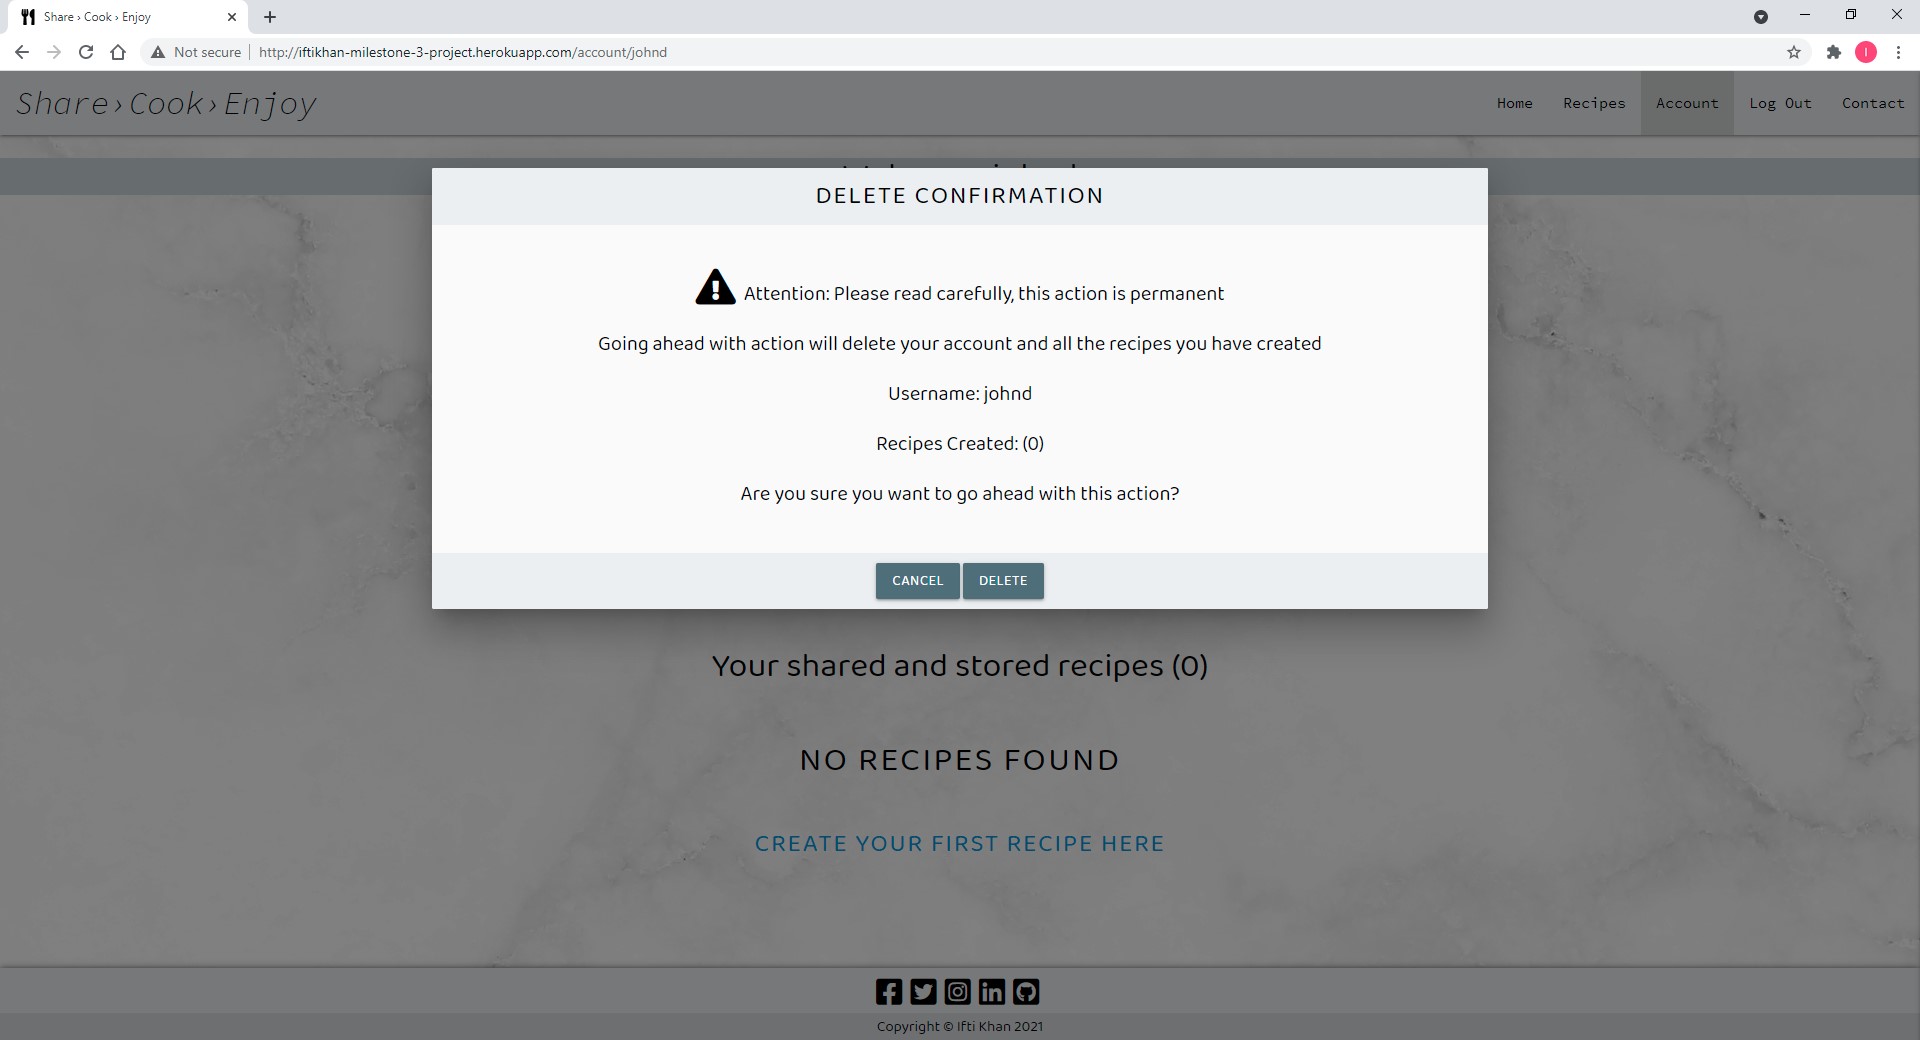 Share › Cook › Enjoy
Not secure
http://iftikhan-milestone-3-project.herokuapp.com/account/johnd
I
Share›Cook›Enjoy
Home
Recipes
Account
Log Out
Contact
DELETE CONFIRMATION
Attention: Please read carefully, this action is permanent
Going ahead with action will delete your account and all the recipes you have created
Username: johnd
Recipes Created: (0)
Are you sure you want to go ahead with this action?
CANCEL
DELETE
Your shared and stored recipes (0)
NO RECIPES FOUND
CREATE YOUR FIRST RECIPE HERE
Copyright © Ifti Khan 2021